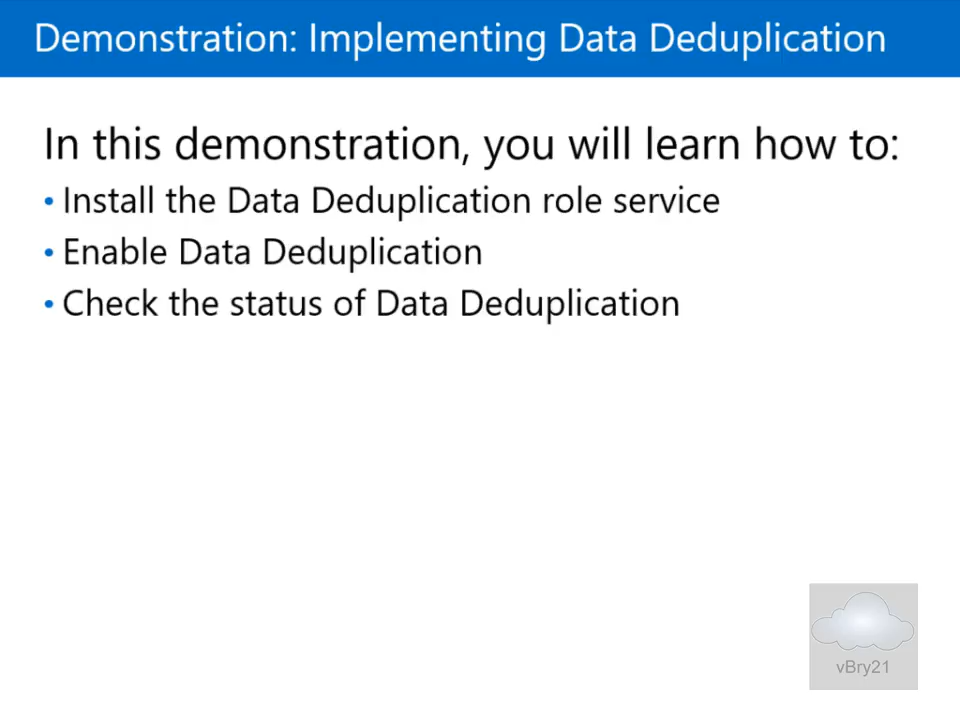 Demonstration: Implementing Data Deduplication
In this demonstration, you will learn how to:
• Install the Data Deduplication role service
• Enable Data Deduplication
• Check the status of Data Deduplication
vBry21